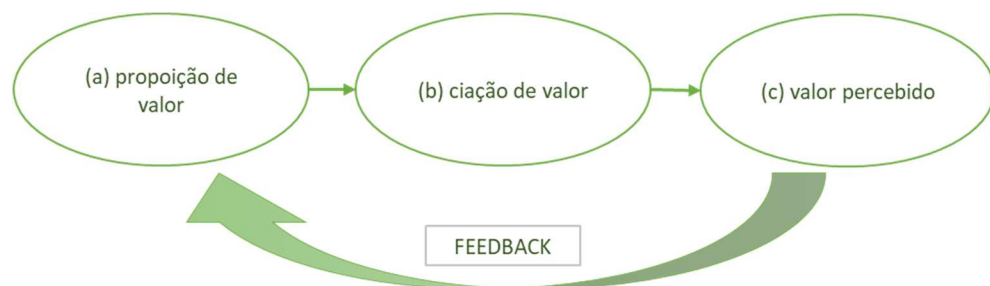 (a) propoição de
valor
(b) ciação de valor
(c) valor percebido
FEEDBACK